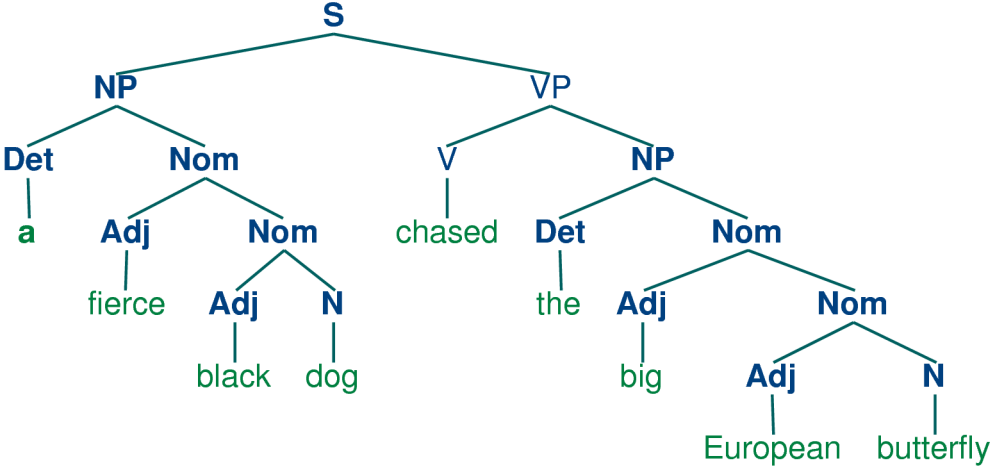 S
NP VP
Det Nom V NP
a Adj Nom chased Det Nom
fierce Adj N the Adj Nom
black dog big Adj N
European butterfly